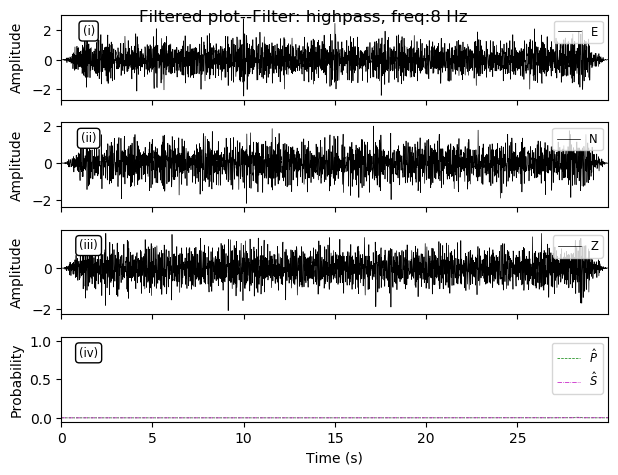 Filtered plot--Filter: highpass, freq:8 Hz
Amplitude
2
0
−2
(i)
E
Amplitude
2
0
−2
(ii)
N
Amplitude
0
−2
(iii)
Z
Probability
1.0
0.5
0.0
(iv)
P̂
Ŝ
0 5 10 15 20 25
Time (s)